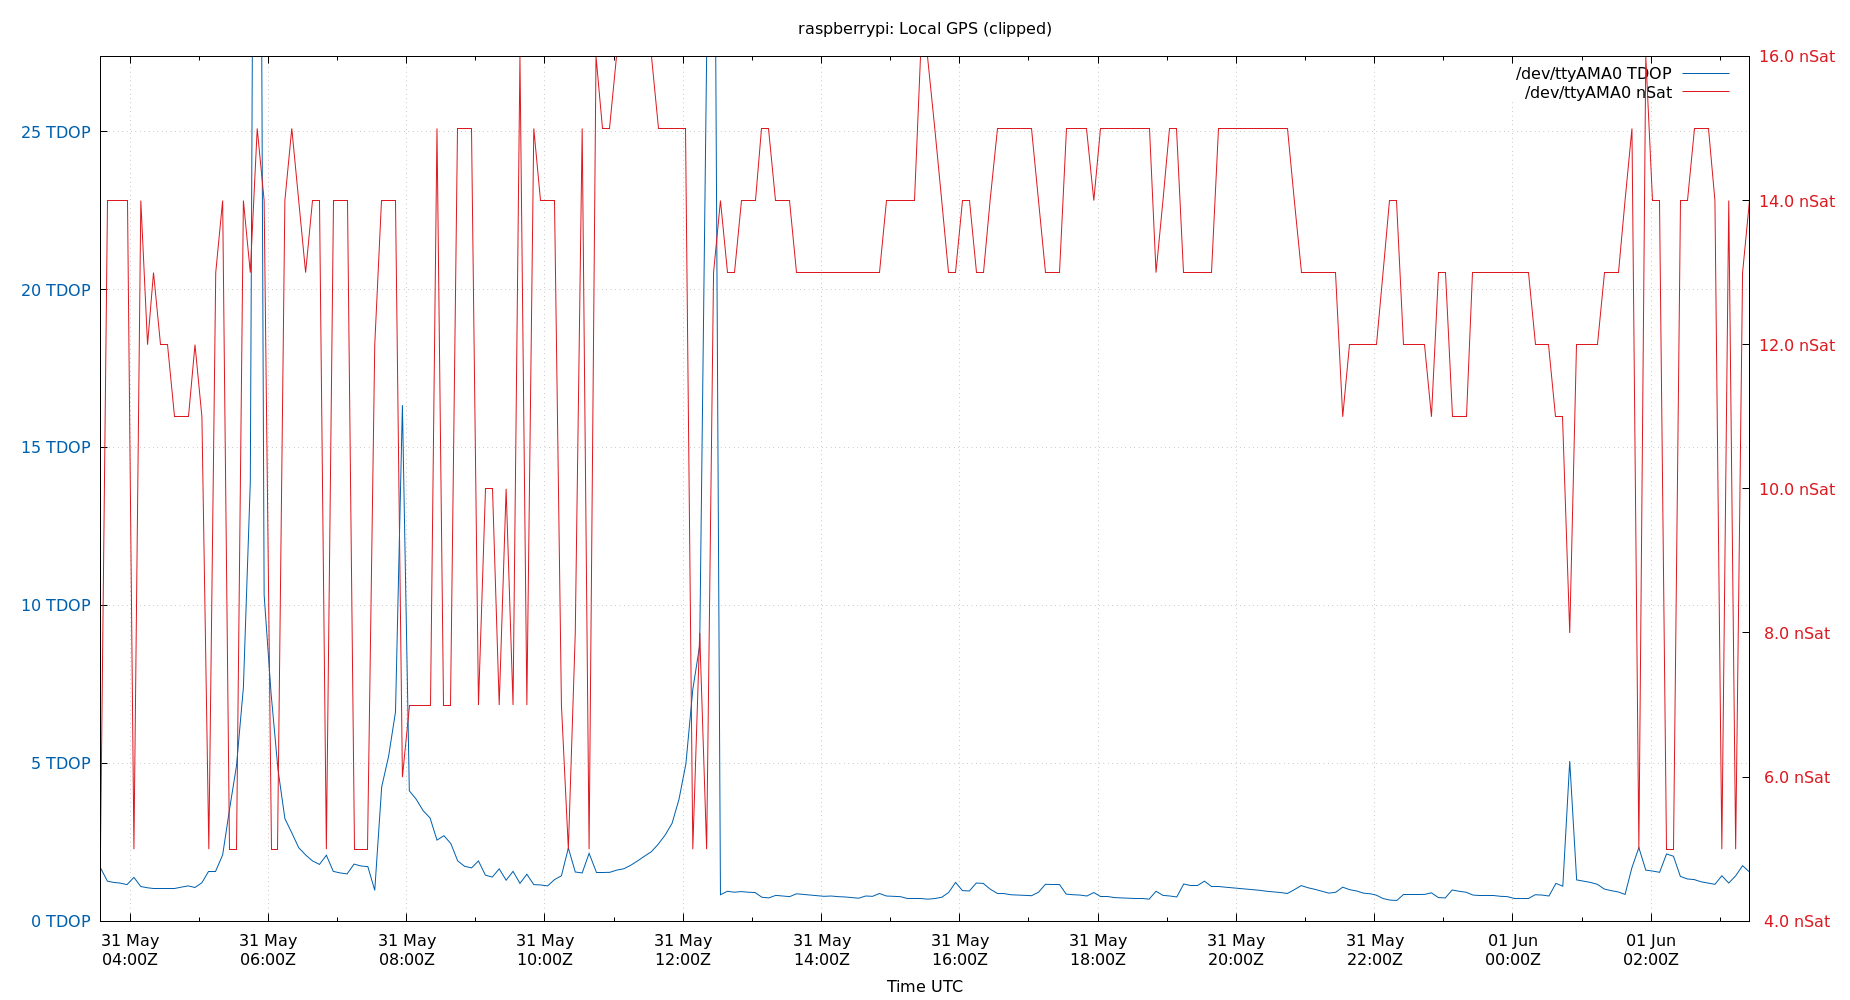 raspberrypi: Local GPS (clipped)
/dev/ttyAMA0 TDOP
/dev/ttyAMA0 nSat
25 TDOP
20 TDOP
15 TDOP
10 TDOP
5 TDOP
0 TDOP
16.0 nSat
14.0 nSat
12.0 nSat
10.0 nSat
8.0 nSat
6.0 nSat
4.0 nSat
31 May 31 May 31 May 31 May 31 May 31 May 31 May 31 May 31 May 31 May 01 Jun 01 Jun
04:00Z 06:00Z 08:00Z 10:00Z 12:00Z 14:00Z 16:00Z 18:00Z 20:00Z 22:00Z 00:00Z 02:00Z
Time UTC